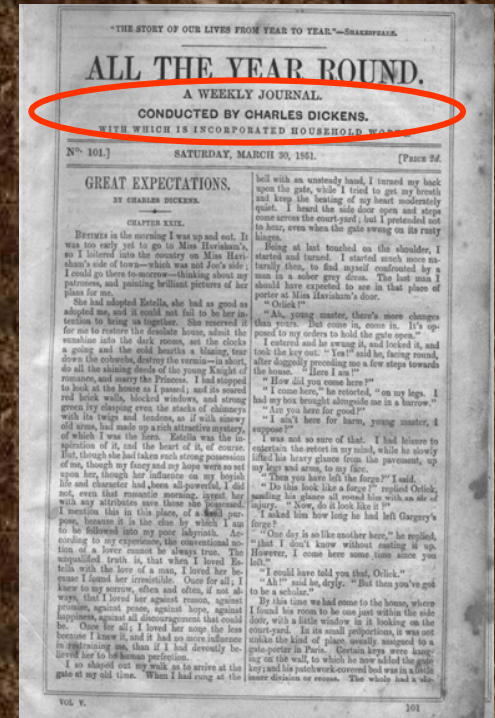 "THE STORY OF OUR LIVES FROM YEAR TO YEAR."—SHAKESPEARE.
ALL THE YEAR ROUND.
A WEEKLY JOURNAL.
CONDUCTED BY CHARLES DICKENS.
WITH WHICH IS INCORPORATED HOUSEHOLD WORDS.
No. 101.]
SATURDAY, MARCH 30, 1861.
[PRICE 2d.
GREAT EXPECTATIONS.
BY CHARLES DICKENS.
CHAPTER XXIX.
BETIMES in the morning I was up and out. It
was too early yet to go to Miss Havisham's,
so I loitered into the country on Miss Havi-
sham's side of town—which was not Joe's side;
I could go there to-morrow—thinking about my
patroness, and painting brilliant pictures of her
plans for me.
She had adopted Estella, she had as good as
adopted me, and it could not fail to be her in-
tention to bring us together. She reserved it
for me to restore the desolate house, admit the
sunshine into the dark rooms, set the clocks
a going and the cold hearths a blazing, tear
down the cobwebs, destroy the vermin—in short,
do all the shining deeds of the young Knight of
romance, and marry the Princess. I had stopped
to look at the house as I passed; and its seared
red brick walls, blocked windows, and strong
green ivy clasping even the stacks of chimneys
with its twigs and tendons, as if with sinewy
old arms, had made up a rich attractive mystery,
of which I was the hero. Estella was the in-
spiration of it, and the heart of it, of course.
But, though she had taken such strong possession
of me, though my fancy and my hope were so set
upon her, though her influence on my boyish
life and character had been all-powerful, I did
not, even that romantic morning, invest her
with any attributes save those she possessed.
I mention this in this place, of a fixed pur-
pose, because it is the clue by which I am
to be followed into my poor labyrinth. Ac-
cording to my experience, the conventional no-
tion of a lover cannot be always true. The
unqualified truth is, that when I loved Es-
tella with the love of a man, I loved her be-
cause I found her irresistible. Once for all; I
knew to my sorrow, often and often, if not al-
ways, that I loved her against reason, against
promise, against peace, against hope, against
happiness, against all discouragement that could
be. Once for all; I loved her none the less
because I knew it, and it had no more influence
in restraining me, than if I had devoutly be-
lieved her to be human perfection.
I so shaped out my walk as to arrive at the
gate at my old time. When I had rung at the
bell with an unsteady hand, I turned my back
upon the gate, while I tried to get my breath
and keep the beating of my heart moderately
quiet. I heard the side door open and steps
come across the court-yard; but I pretended not
to hear, even when the gate swung on its rusty
hinges.
Being at last touched on the shoulder, I
started and turned. I started much more na-
turally then, to find myself confronted by a
man in a sober grey dress. The last man I
should have expected to see in that place of
porter at Miss Havisham's door.
"Orlick!"
"Ah, young master, there's more changes
than yours. But come in, come in. It's op-
posed to my orders to hold the gate open."
I entered and he swung it, and locked it, and
took the key out. "Yes!" said he, facing round,
after doggedly preceding me a few steps towards
the house. "Here I am!"
"How did you come here?"
"I come here," he retorted, "on my legs. I
had my box brought alongside me in a barrow."
"Are you here for good?"
"I ain't here for harm, young master, I
suppose?"
I was not so sure of that. I had leisure to
entertain the retort in my mind, while he slowly
lifted his heavy glance from the pavement, up
my legs and arms, to my face.
"Then you have left the forge?" I said.
"Do this look like a forge?" replied Orlick,
sending his glance all round him with an air of
injury. "Now, do it look like it?"
I asked him how long he had left Gargery's
forge?
"One day is so like another here," he replied,
"that I don't know without casting it up.
However, I come here some time since you
left."
"I could have told you that, Orlick."
"Ah!" said he, dryly. "But then you've got
to be a scholar."
By this time we had come to the house, where
I found his room to be one just within the side
door, with a little window in it looking on the
court-yard. In its small proportions, it was not
unlike the kind of place usually assigned to a
gate-porter in Paris. Certain keys were hang-
ing on the wall, to which he now added the gate
key; and his patchwork-covered bed was in a little
inner division or recess. The whole had a slo-
VOL V.
101